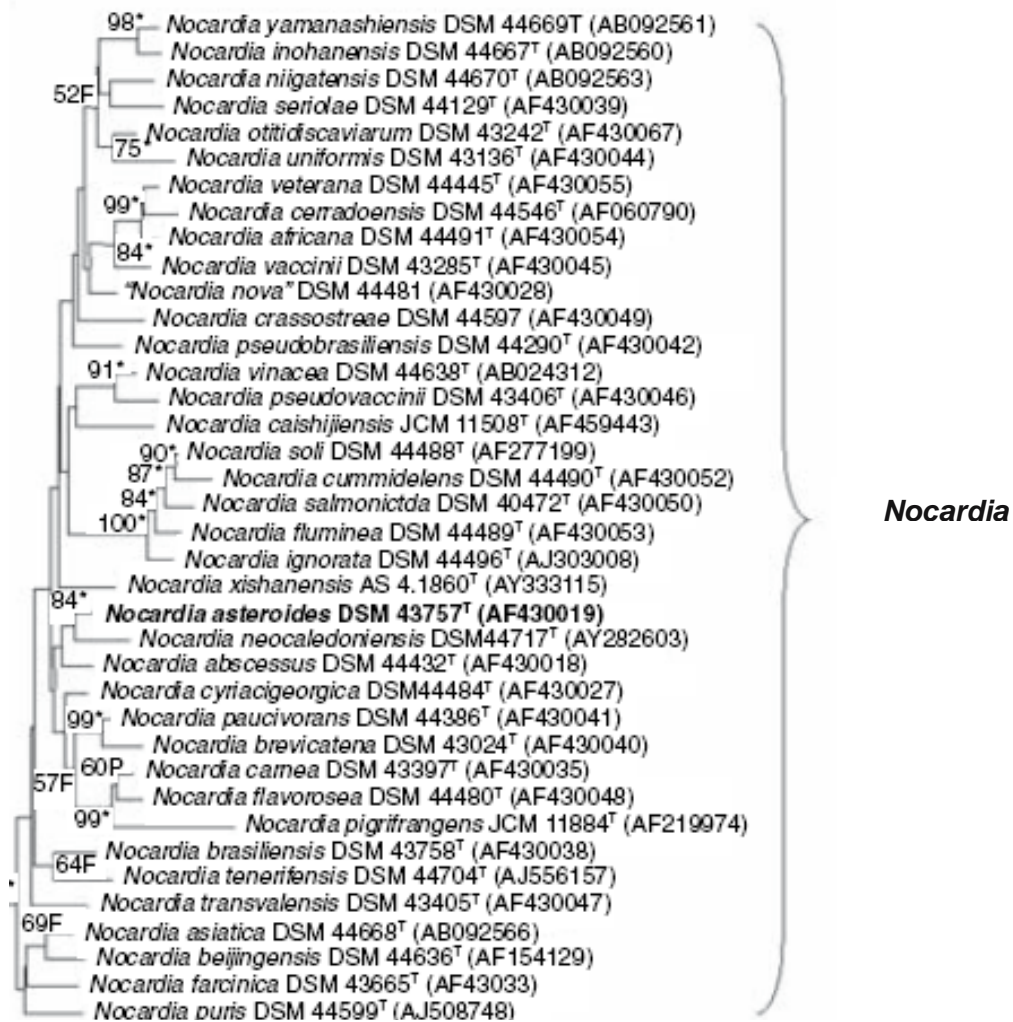 98*
Nocardia yamanashiensis DSM 44669T (AB092561)
Nocardia inohanensis DSM 44667ᵀ (AB092560)
Nocardia niigatensis DSM 44670ᵀ (AB092563)
52F
Nocardia seriolae DSM 44129ᵀ (AF430039)
Nocardia otitidiscaviarum DSM 43242ᵀ (AF430067)
75*
Nocardia uniformis DSM 43136ᵀ (AF430044)
Nocardia veterana DSM 44445ᵀ (AF430055)
99*
Nocardia cerradoensis DSM 44546ᵀ (AF060790)
Nocardia africana DSM 44491ᵀ (AF430054)
84*
Nocardia vaccinii DSM 43285ᵀ (AF430045)
"Nocardia nova" DSM 44481 (AF430028)
Nocardia crassostreae DSM 44597 (AF430049)
Nocardia pseudobrasiliensis DSM 44290ᵀ (AF430042)
91*
Nocardia vinacea DSM 44638ᵀ (AB024312)
Nocardia pseudovaccinii DSM 43406ᵀ (AF430046)
Nocardia caishijiensis JCM 11508ᵀ (AF459443)
90*
Nocardia soli DSM 44488ᵀ (AF277199)
87*
Nocardia cummidelens DSM 44490ᵀ (AF430052)
84*
Nocardia salmonictda DSM 40472ᵀ (AF430050)
100*
Nocardia fluminea DSM 44489ᵀ (AF430053)
Nocardia ignorata DSM 44496ᵀ (AJ303008)
Nocardia xishanensis AS 4.1860ᵀ (AY333115)
84*
Nocardia asteroides DSM 43757ᵀ (AF430019)
Nocardia neocaledoniensis DSM44717ᵀ (AY282603)
Nocardia abscessus DSM 44432ᵀ (AF430018)
Nocardia cyriacigeorgica DSM44484ᵀ (AF430027)
99*
Nocardia paucivorans DSM 44386ᵀ (AF430041)
Nocardia brevicatena DSM 43024ᵀ (AF430040)
57F
60P
Nocardia carnea DSM 43397ᵀ (AF430035)
Nocardia flavorosea DSM 44480ᵀ (AF430048)
99*
Nocardia pigrifrangens JCM 11884ᵀ (AF219974)
Nocardia brasiliensis DSM 43758ᵀ (AF430038)
64F
Nocardia tenerifensis DSM 44704ᵀ (AJ556157)
*
Nocardia transvalensis DSM 43405ᵀ (AF430047)
69F
Nocardia asiatica DSM 44668ᵀ (AB092566)
Nocardia beijingensis DSM 44636ᵀ (AF154129)
Nocardia farcinica DSM 43665ᵀ (AF43033)
Nocardia puris DSM 44599ᵀ (AJ508748)
Nocardia